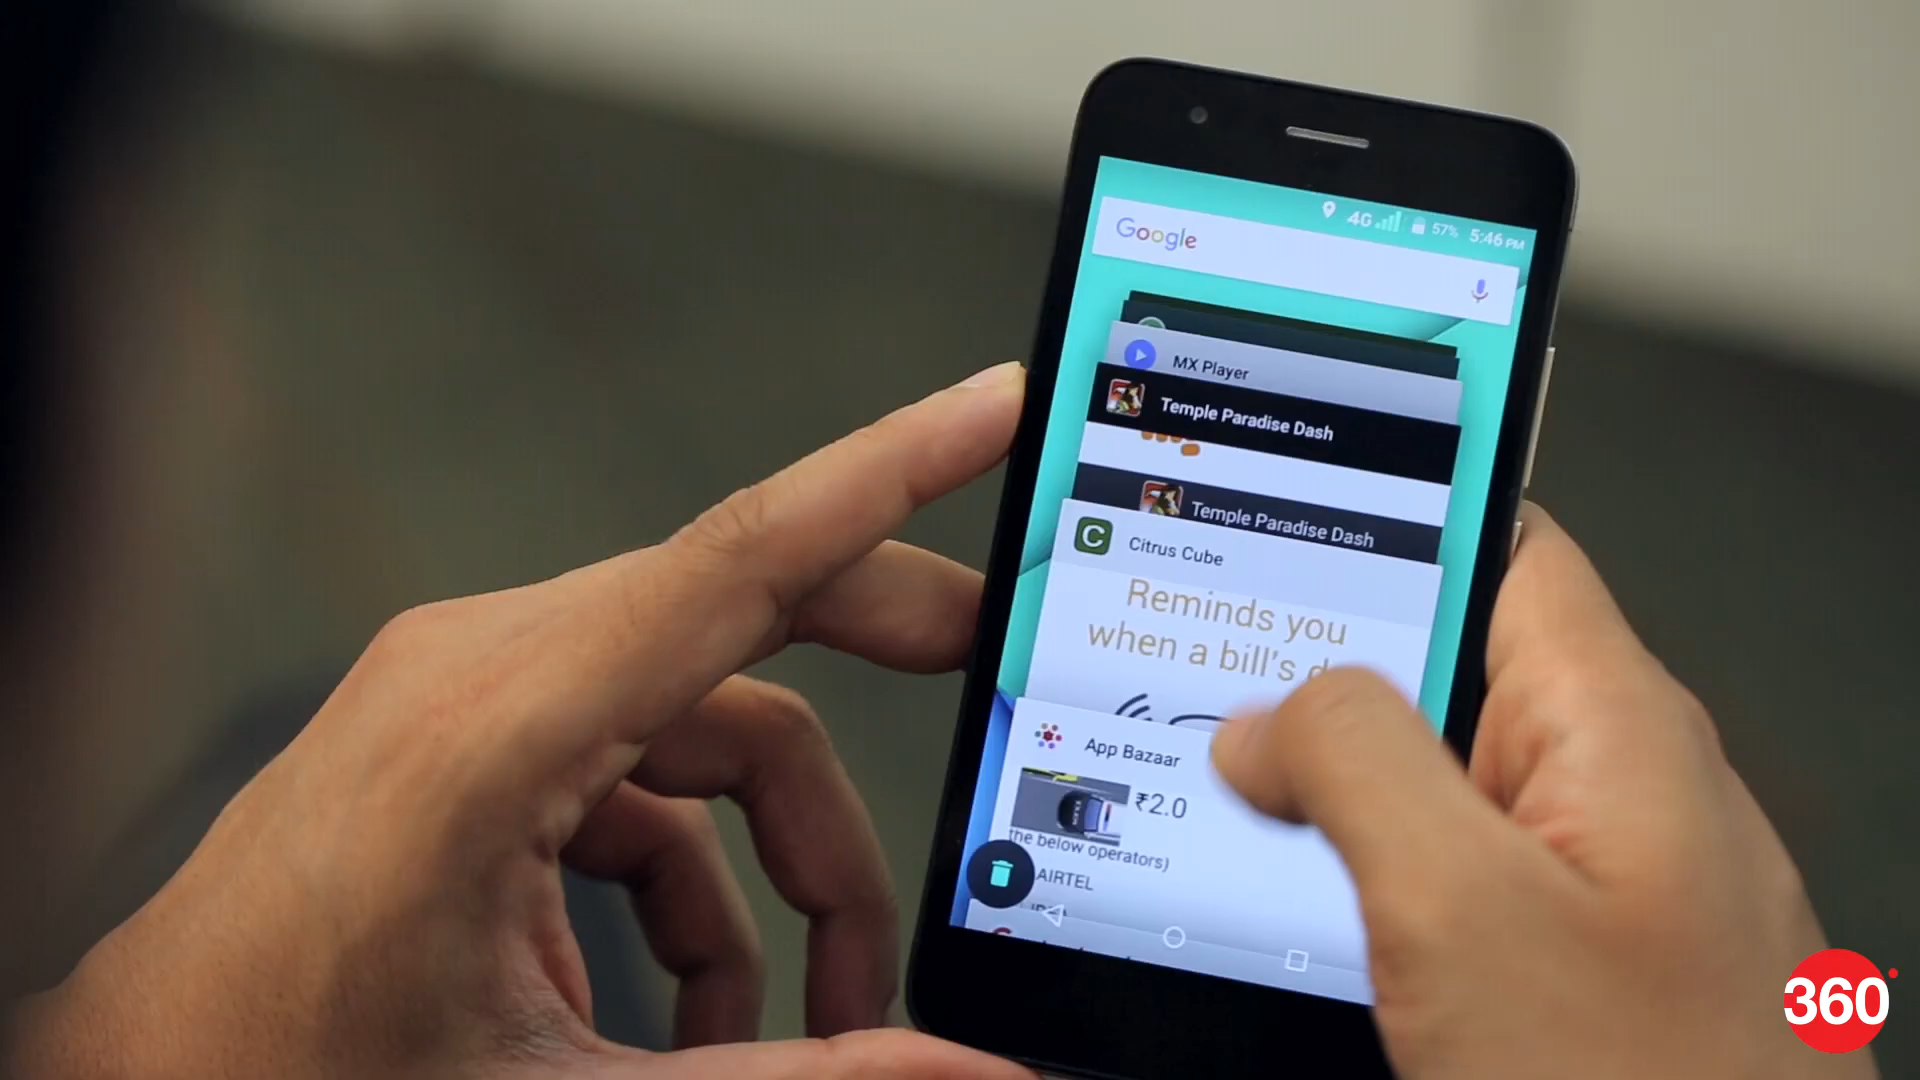 4G 57% 5:46 PM
Google
MX Player
Temple Paradise Dash
Temple Paradise Dash
C Citrus Cube
Reminds you
when a bill's d
App Bazaar
₹2.0
the below operators)
AIRTEL
360